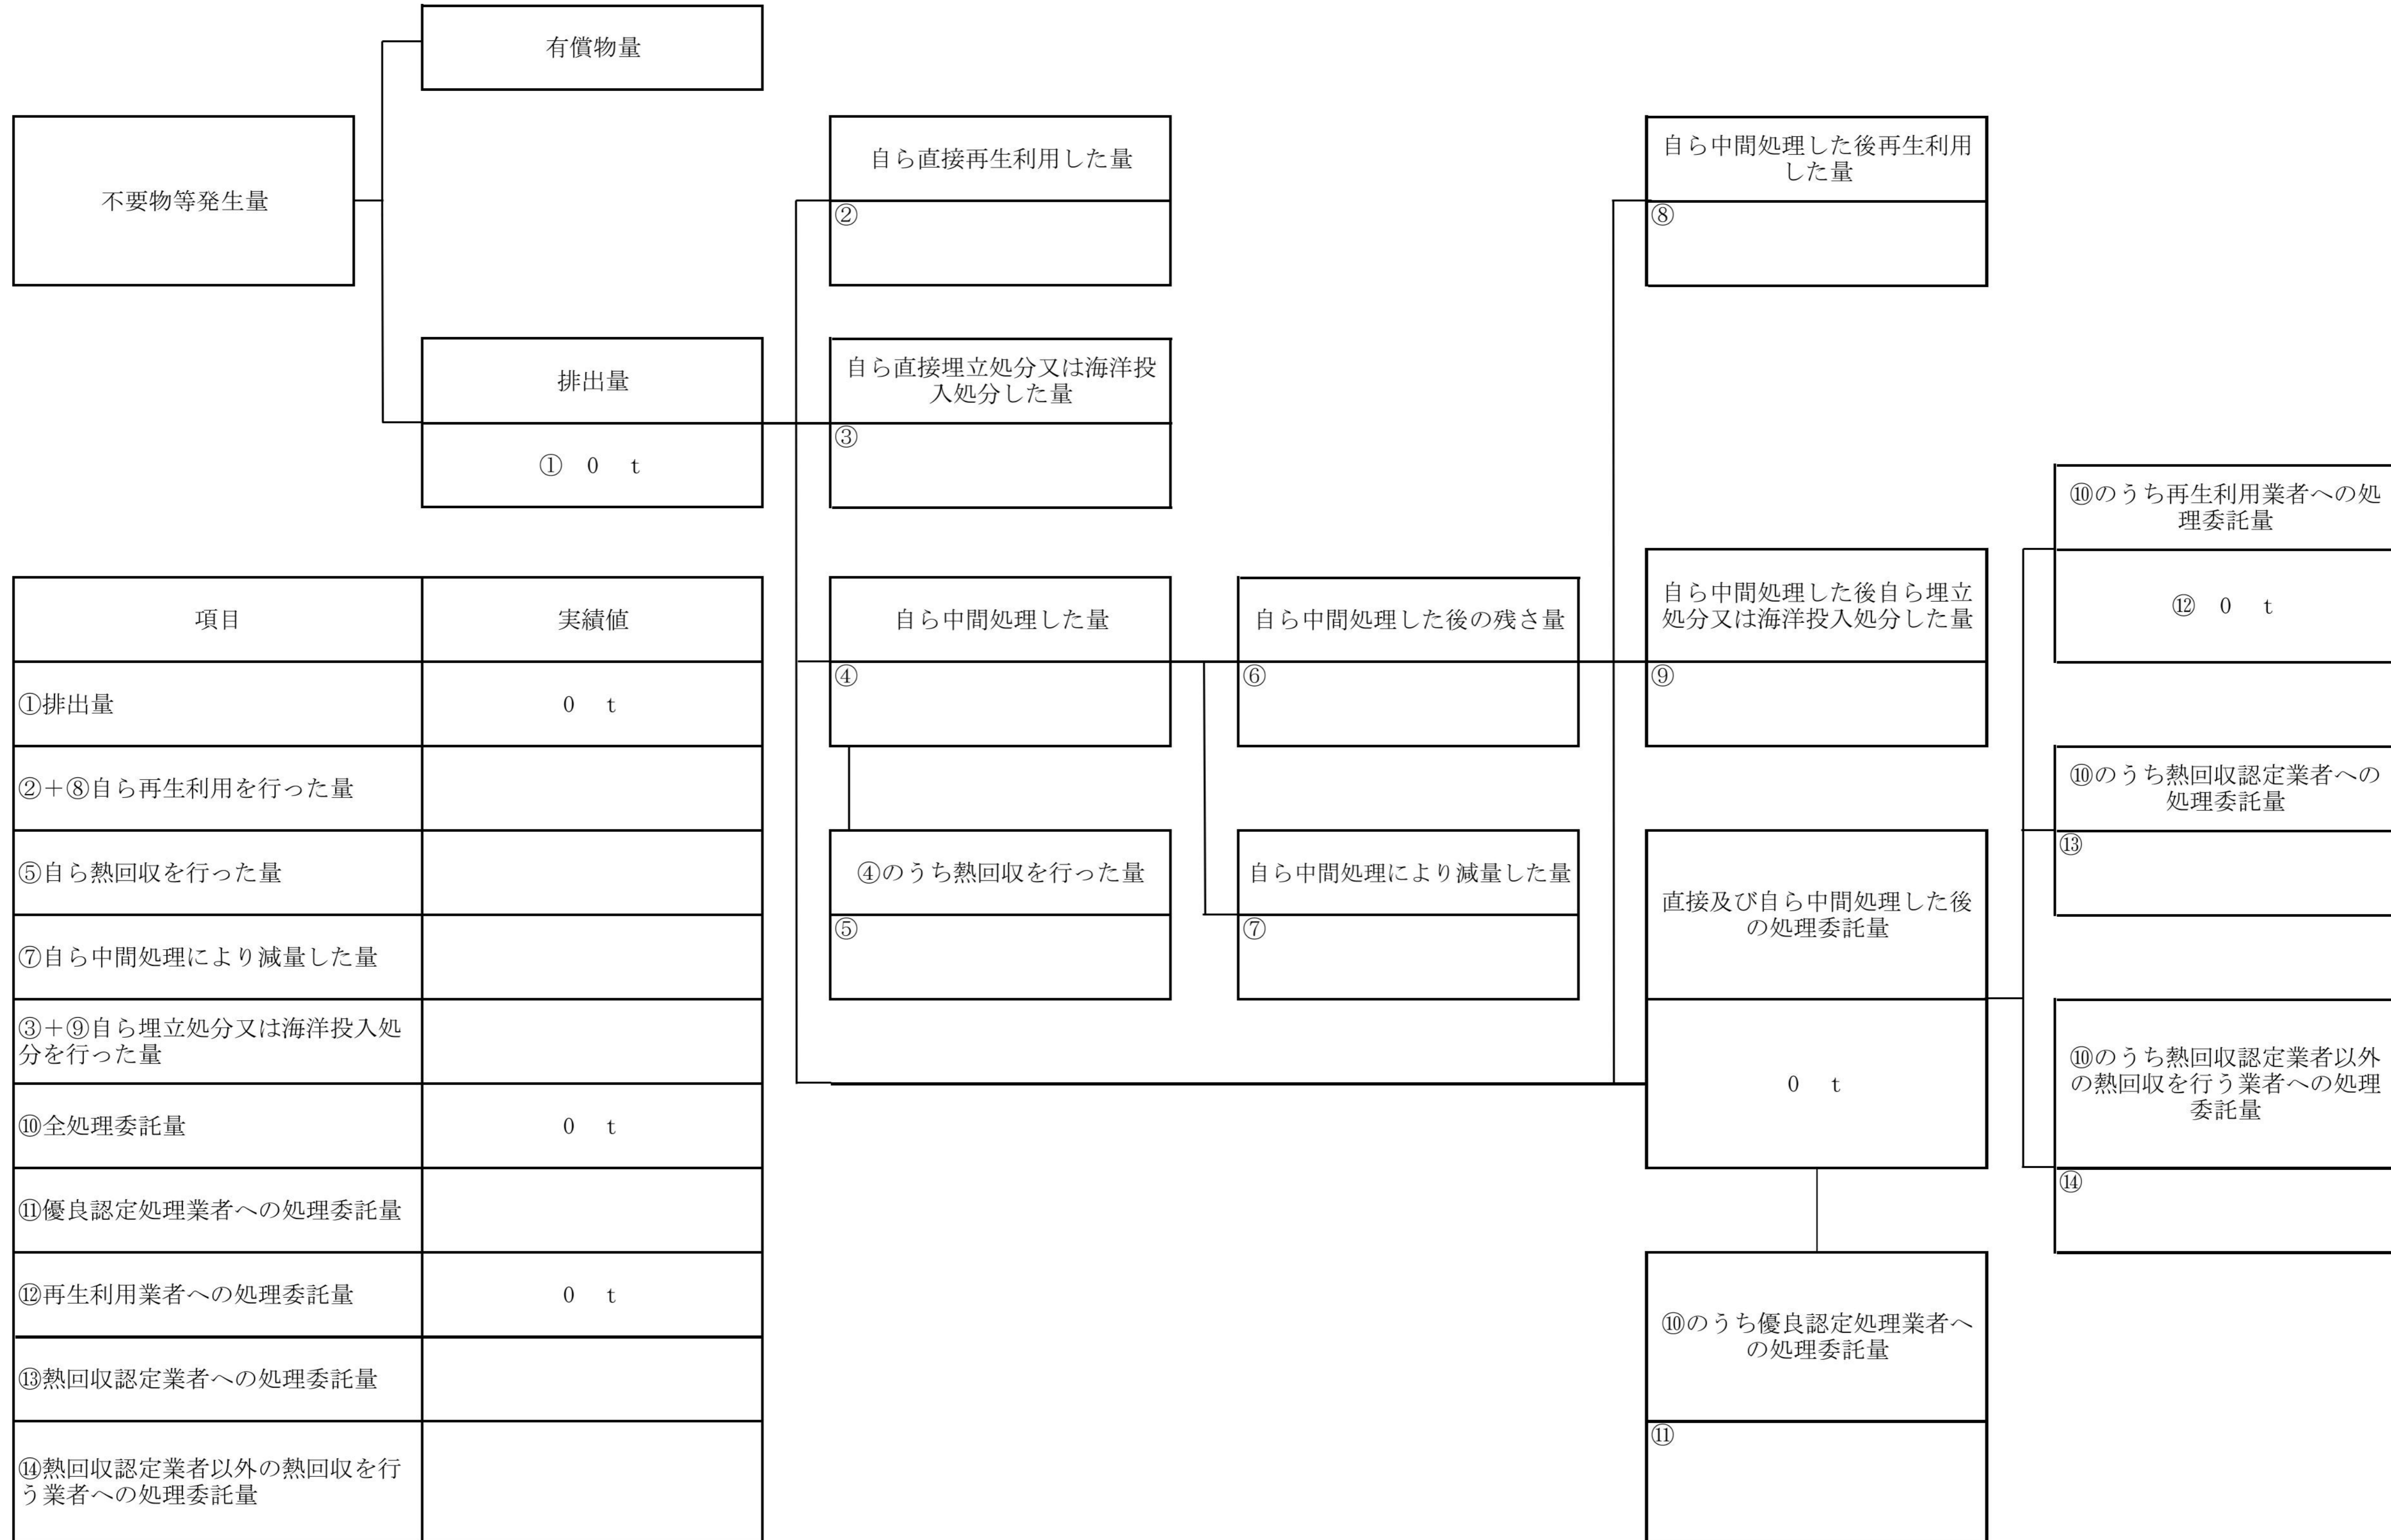 有償物量
不要物等発生量
自ら直接再生利用した量
②
自ら中間処理した後再生利用
した量
⑧
排出量
① 0 t
自ら直接埋立処分又は海洋投
入処分した量
③
⑩のうち再生利用業者への処
理委託量
⑫ 0 t
項目 実績値
①排出量 0 t
②＋⑧自ら再生利用を行った量
⑤自ら熱回収を行った量
⑦自ら中間処理により減量した量
③＋⑨自ら埋立処分又は海洋投入処
分を行った量
⑩全処理委託量 0 t
⑪優良認定処理業者への処理委託量
⑫再生利用業者への処理委託量 0 t
⑬熱回収認定業者への処理委託量
⑭熱回収認定業者以外の熱回収を行
う業者への処理委託量
自ら中間処理した量
④
自ら中間処理した後の残さ量
⑥
自ら中間処理した後自ら埋立
処分又は海洋投入処分した量
⑨
④のうち熱回収を行った量
⑤
自ら中間処理により減量した量
⑦
直接及び自ら中間処理した後
の処理委託量
0 t
⑩のうち熱回収認定業者への
処理委託量
⑬
⑩のうち熱回収認定業者以外
の熱回収を行う業者への処理
委託量
⑭
⑩のうち優良認定処理業者へ
の処理委託量
⑪